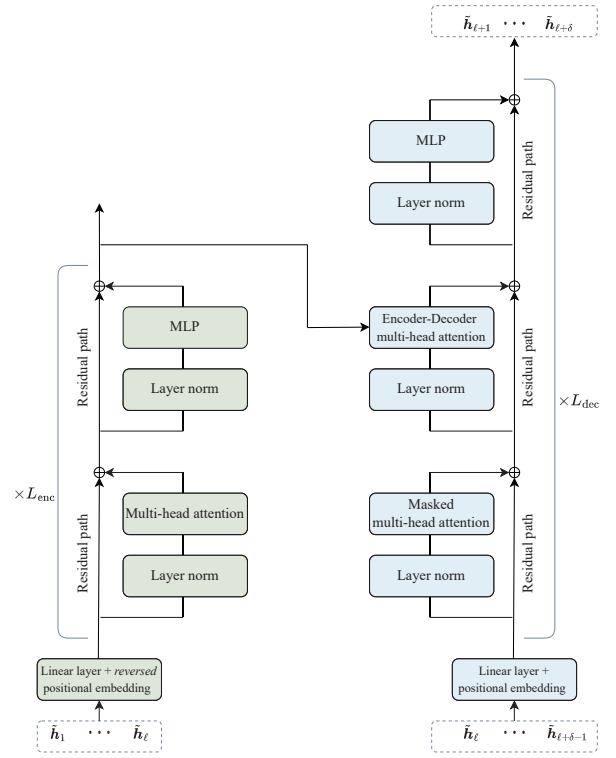 h̃ℓ+1 ··· h̃ℓ+δ
MLP
Layer norm
Residual path
MLP
Layer norm
Residual path
Encoder-Decoder
multi-head attention
Layer norm
Residual path
×Ldec
×Lenc
Multi-head attention
Layer norm
Residual path
Masked
multi-head attention
Layer norm
Residual path
Linear layer + reversed
positional embedding
Linear layer +
positional embedding
h̃1 ··· h̃ℓ
h̃ℓ ··· h̃ℓ+δ−1